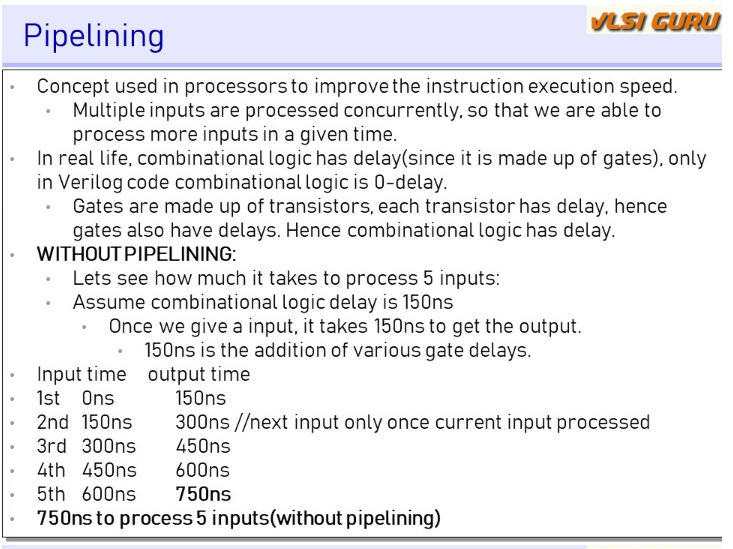 VLSI GURU
Pipelining
• Concept used in processors to improve the instruction execution speed.
• Multiple inputs are processed concurrently, so that we are able to
process more inputs in a given time.
• In real life, combinational logic has delay(since it is made up of gates), only
in Verilog code combinational logic is 0-delay.
• Gates are made up of transistors, each transistor has delay, hence
gates also have delays. Hence combinational logic has delay.
• WITHOUT PIPELINING:
• Lets see how much it takes to process 5 inputs:
• Assume combinational logic delay is 150ns
• Once we give a input, it takes 150ns to get the output.
• 150ns is the addition of various gate delays.
• Input time output time
• 1st 0ns 150ns
• 2nd 150ns 300ns //next input only once current input processed
• 3rd 300ns 450ns
• 4th 450ns 600ns
• 5th 600ns 750ns
• 750ns to process 5 inputs(without pipelining)